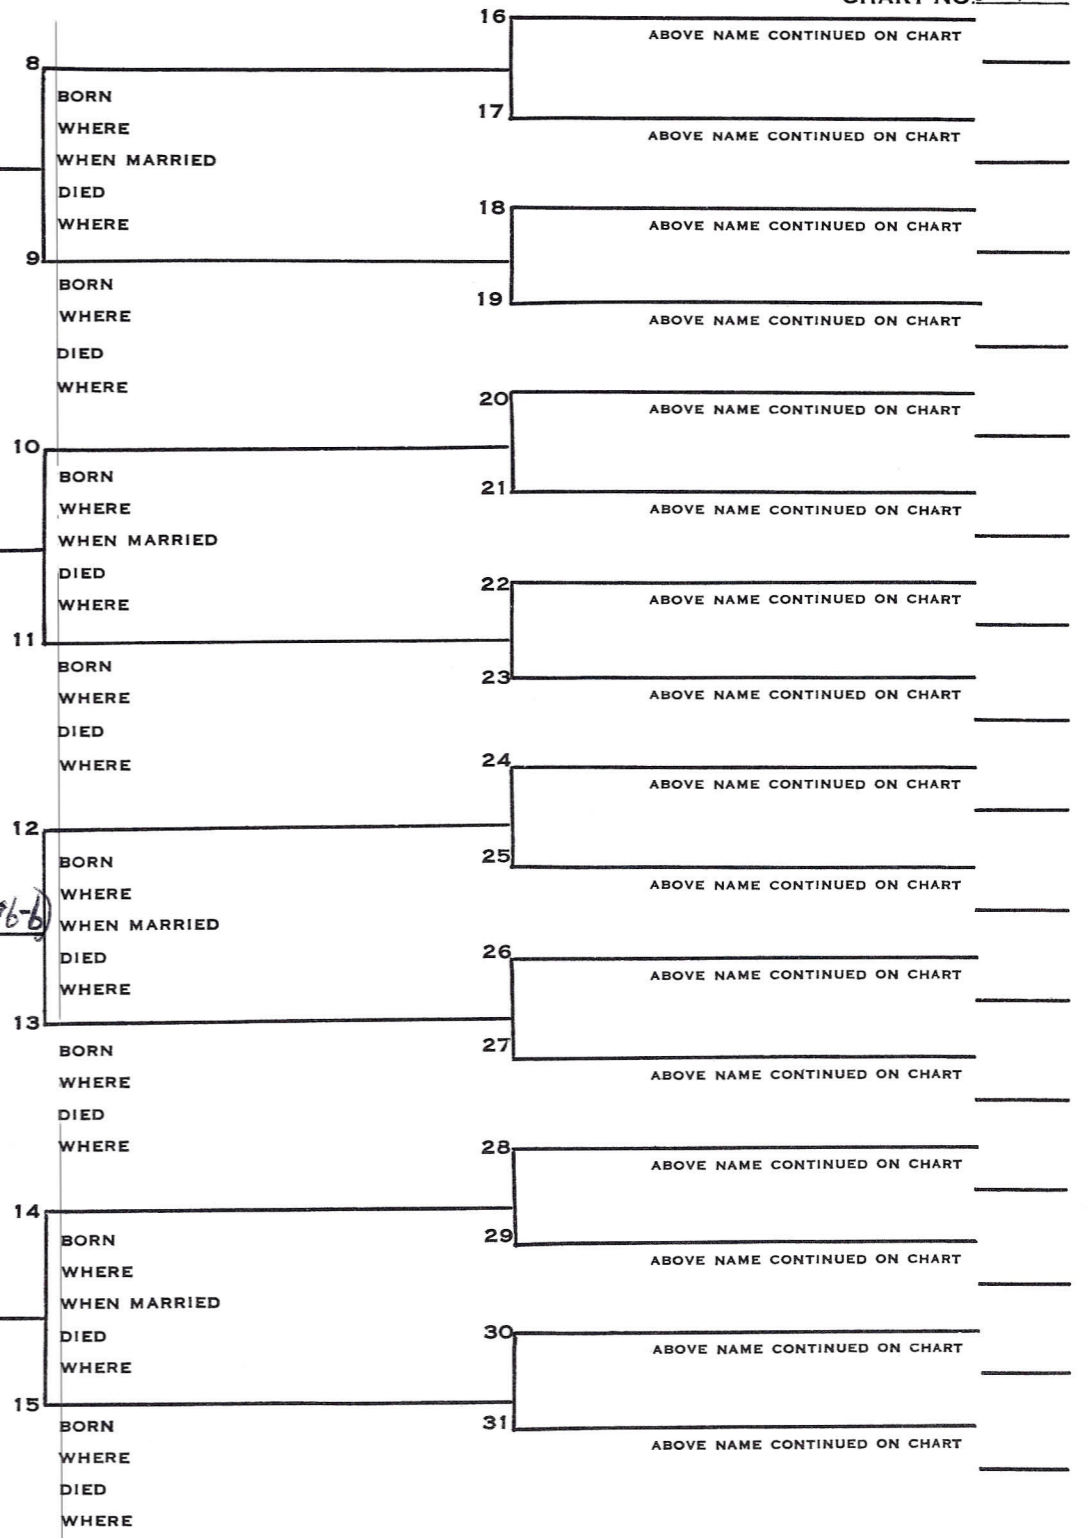 CHART NO.
16
ABOVE NAME CONTINUED ON CHART
8
BORN
17
WHERE
ABOVE NAME CONTINUED ON CHART
WHEN MARRIED
DIED
18
WHERE
ABOVE NAME CONTINUED ON CHART
9
BORN
19
WHERE
ABOVE NAME CONTINUED ON CHART
DIED
WHERE
20
ABOVE NAME CONTINUED ON CHART
10
BORN
21
WHERE
ABOVE NAME CONTINUED ON CHART
WHEN MARRIED
DIED
22
WHERE
ABOVE NAME CONTINUED ON CHART
11
BORN
23
WHERE
ABOVE NAME CONTINUED ON CHART
DIED
WHERE
24
ABOVE NAME CONTINUED ON CHART
12
BORN
25
WHERE
ABOVE NAME CONTINUED ON CHART
WHEN MARRIED
DIED
26
WHERE
ABOVE NAME CONTINUED ON CHART
13
BORN
27
WHERE
ABOVE NAME CONTINUED ON CHART
DIED
WHERE
28
ABOVE NAME CONTINUED ON CHART
14
BORN
29
WHERE
ABOVE NAME CONTINUED ON CHART
WHEN MARRIED
DIED
30
WHERE
ABOVE NAME CONTINUED ON CHART
15
BORN
31
WHERE
ABOVE NAME CONTINUED ON CHART
DIED
WHERE